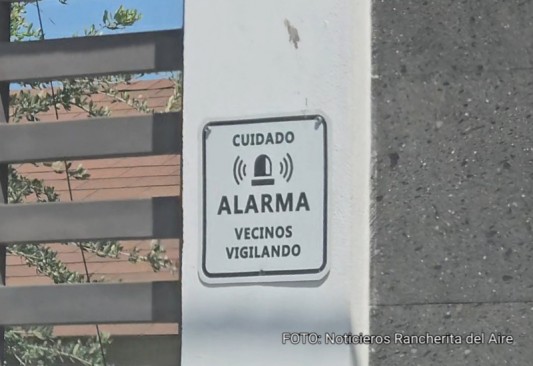 CUIDADO
ALARMA
VECINOS
VIGILANDO
FOTO: Noticieros Rancherita del Aire